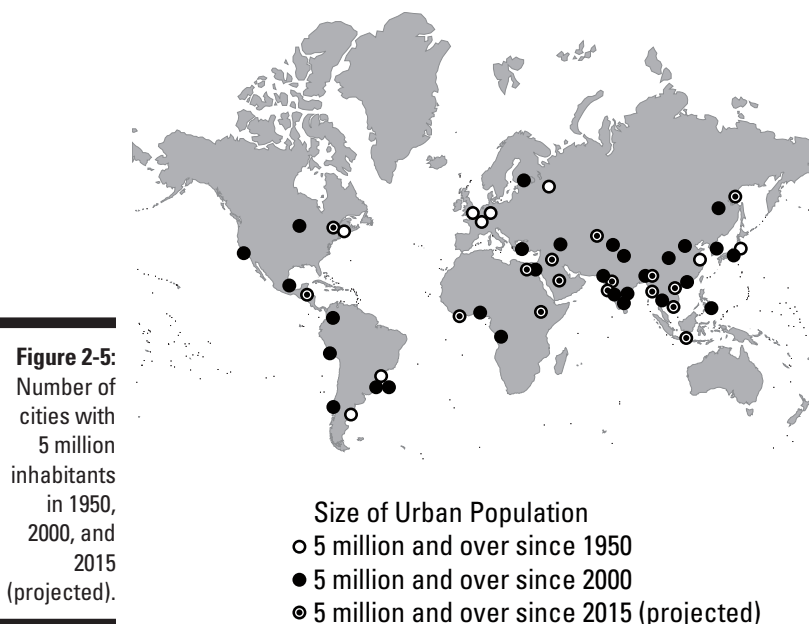 Figure 2-5:
Number of
cities with
5 million
inhabitants
in 1950,
2000, and
2015
(projected).
Size of Urban Population
5 million and over since 1950
5 million and over since 2000
5 million and over since 2015 (projected)